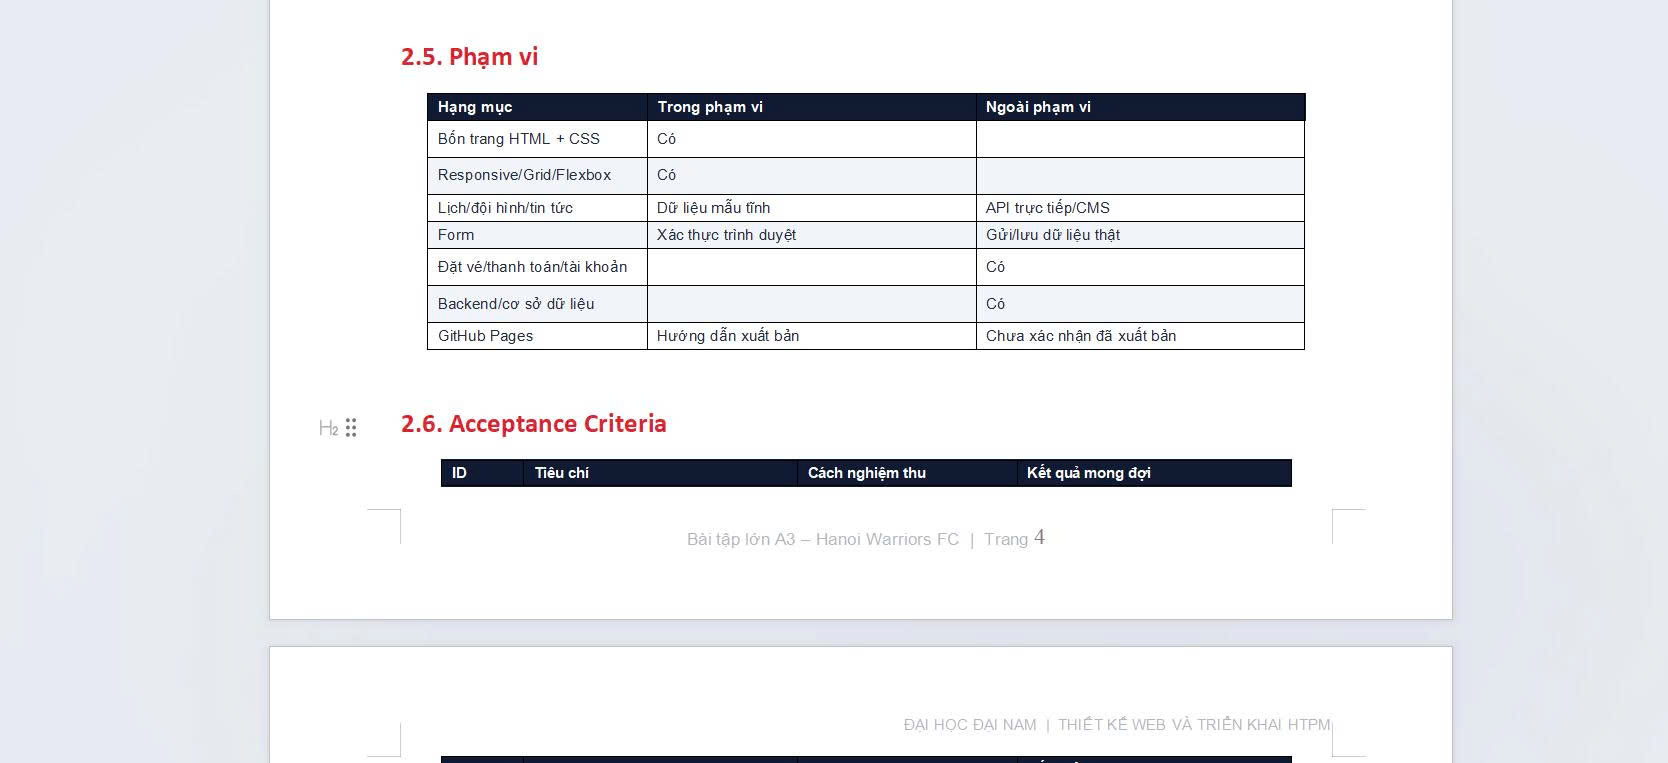 2.5. Phạm vi
Hạng mục Trong phạm vi Ngoài phạm vi
Bốn trang HTML + CSS Có
Responsive/Grid/Flexbox Có
Lịch/đội hình/tin tức Dữ liệu mẫu tĩnh API trực tiếp/CMS
Form Xác thực trình duyệt Gửi/lưu dữ liệu thật
Đặt vé/thanh toán/tài khoản Có
Backend/cơ sở dữ liệu Có
GitHub Pages Hướng dẫn xuất bản Chưa xác nhận đã xuất bản
H2 2.6. Acceptance Criteria
ID Tiêu chí Cách nghiệm thu Kết quả mong đợi
Bài tập lớn A3 – Hanoi Warriors FC | Trang 4
ĐẠI HỌC ĐẠI NAM | THIẾT KẾ WEB VÀ TRIỂN KHAI HTPM